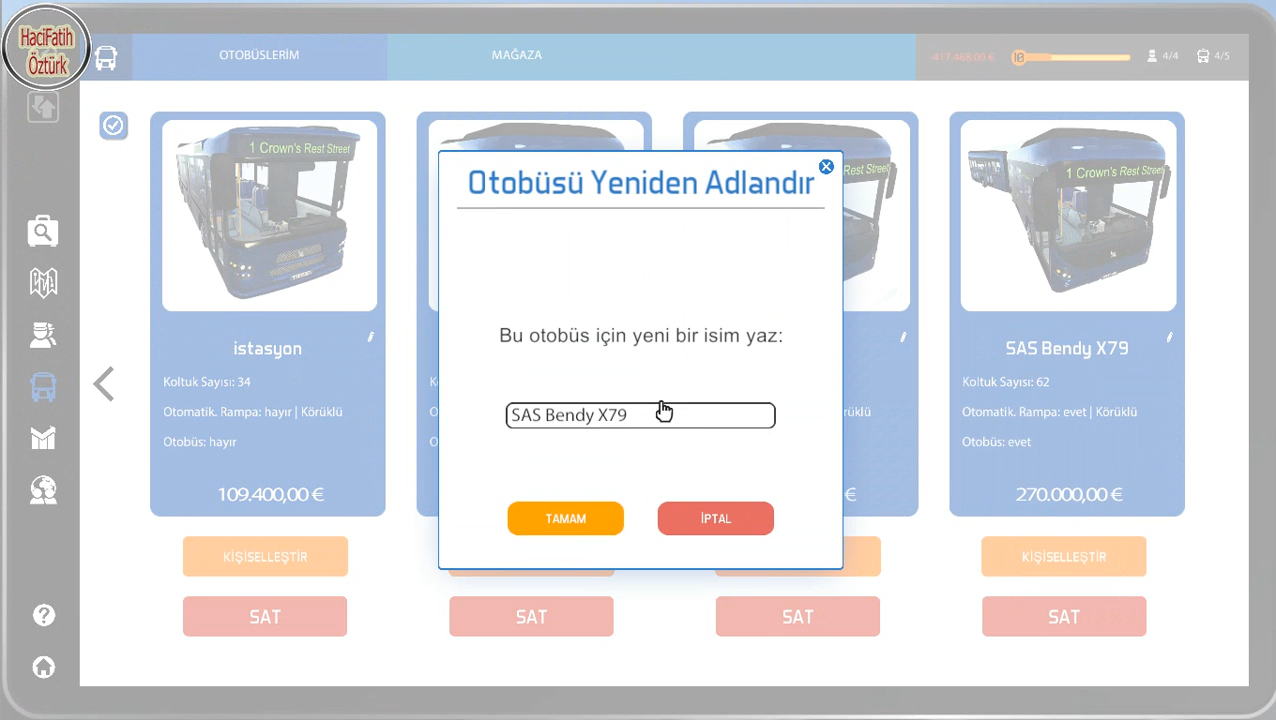 HaciFatih
Öztürk
OTOBÜSLERİM
MAĞAZA
-417.468,00 €
10
4/4
4/5
1 Crown's Rest Street
Rest Street
1 Crown's Rest Street
Otobüsü Yeniden Adlandır
Bu otobüs için yeni bir isim yaz:
SAS Bendy X79
TAMAM
İPTAL
istasyon
Koltuk Sayısı: 34
Otomatik. Rampa: hayır | Körüklü
Otobüs: hayır
109.400,00 €
örüklü
€
SAS Bendy X79
Koltuk Sayısı: 62
Otomatik. Rampa: evet | Körüklü
Otobüs: evet
270.000,00 €
KİŞİSELLEŞTİR
KİŞİSELLEŞTİR
SAT
SAT
SAT
SAT